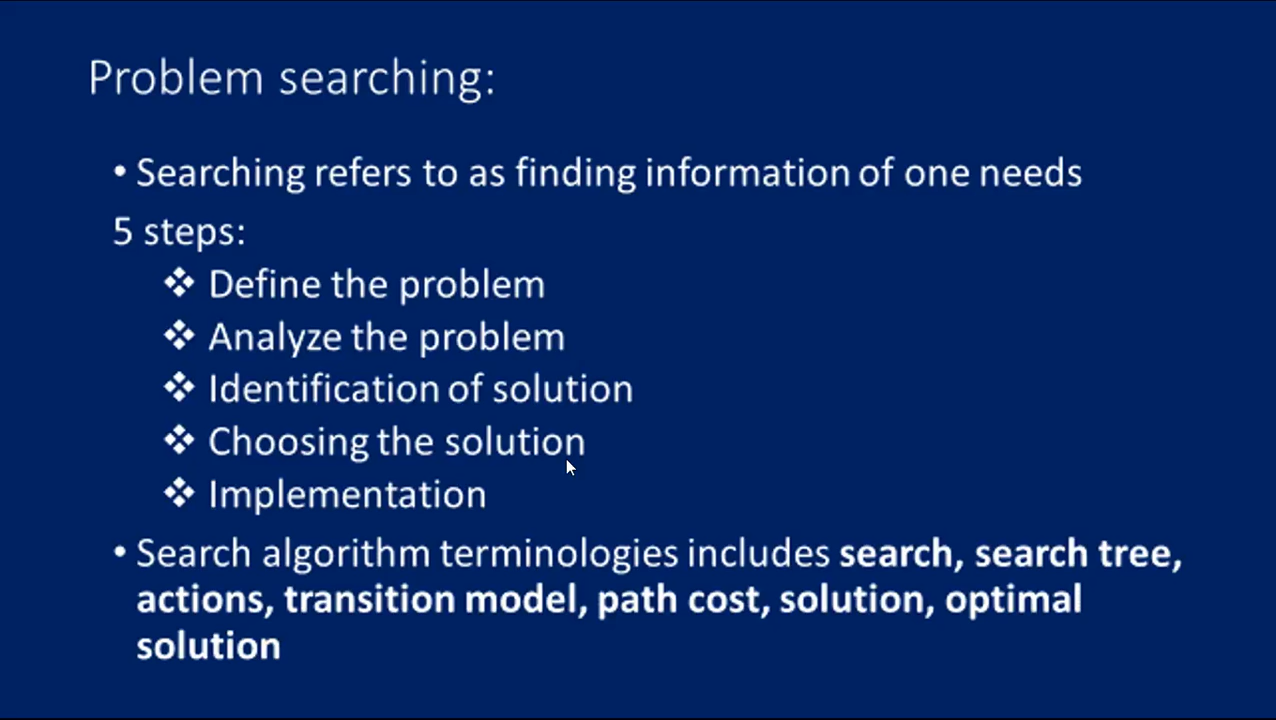 Problem searching:
• Searching refers to as finding information of one needs
5 steps:
❖ Define the problem
❖ Analyze the problem
❖ Identification of solution
❖ Choosing the solution
❖ Implementation
• Search algorithm terminologies includes search, search tree,
actions, transition model, path cost, solution, optimal
solution